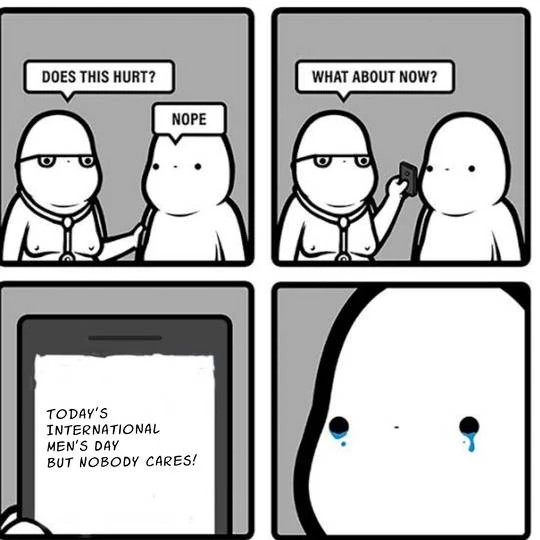 DOES THIS HURT?
NOPE
WHAT ABOUT NOW?
TODAY'S
INTERNATIONAL
MEN'S DAY
BUT NOBODY CARES!